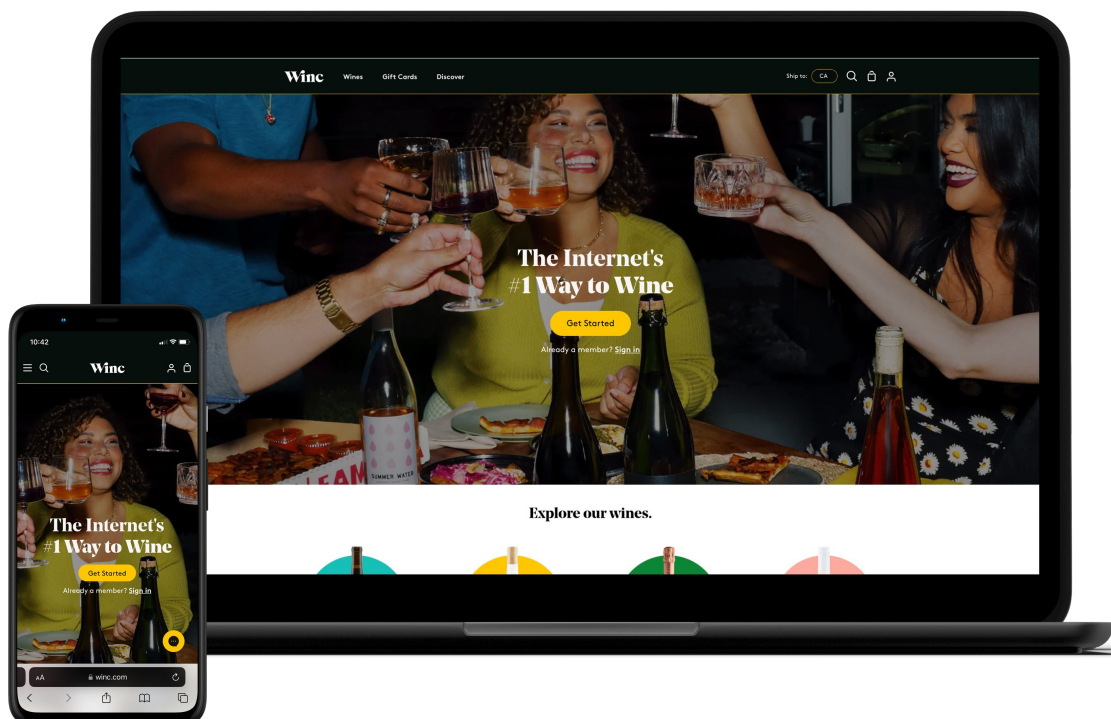 Winc Wines Gift Cards Discover Ship to: CA
The Internet's
#1 Way to Wine
Get Started
Already a member? Sign in
SUMMER WATER
Explore our wines.
10:42
Winc
The Internet's
#1 Way to Wine
Get Started
Already a member? Sign in
AA winc.com